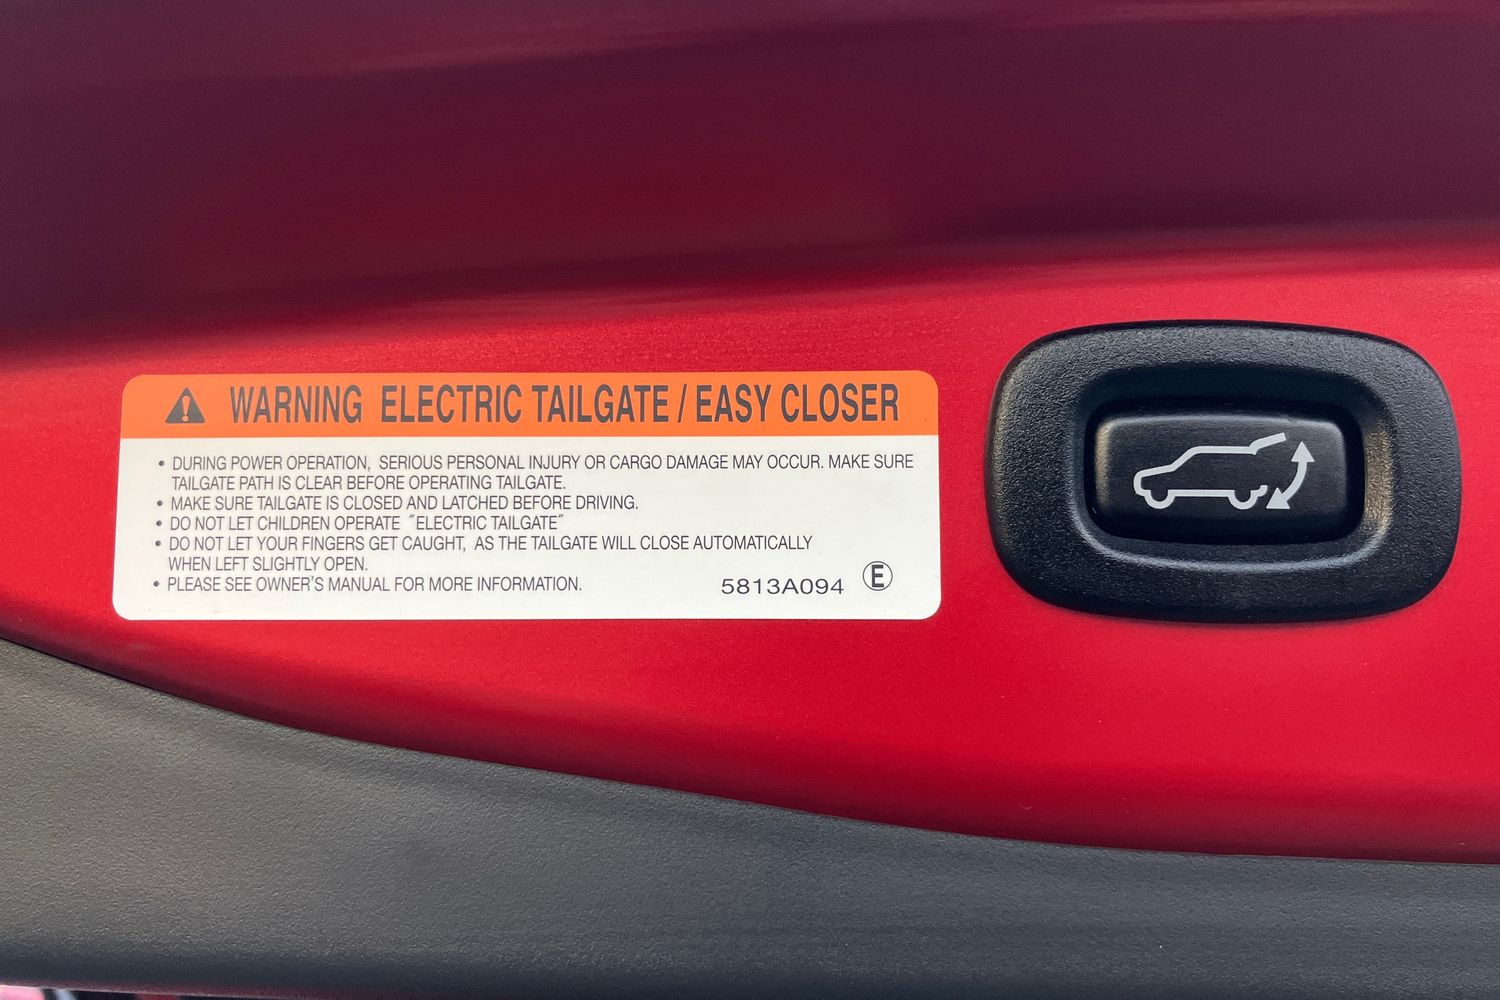 WARNING ELECTRIC TAILGATE / EASY CLOSER
• DURING POWER OPERATION, SERIOUS PERSONAL INJURY OR CARGO DAMAGE MAY OCCUR. MAKE SURE
TAILGATE PATH IS CLEAR BEFORE OPERATING TAILGATE.
• MAKE SURE TAILGATE IS CLOSED AND LATCHED BEFORE DRIVING.
• DO NOT LET CHILDREN OPERATE ˝ELECTRIC TAILGATE˝
• DO NOT LET YOUR FINGERS GET CAUGHT, AS THE TAILGATE WILL CLOSE AUTOMATICALLY
WHEN LEFT SLIGHTLY OPEN.
• PLEASE SEE OWNER'S MANUAL FOR MORE INFORMATION.
5813A094 Ⓔ